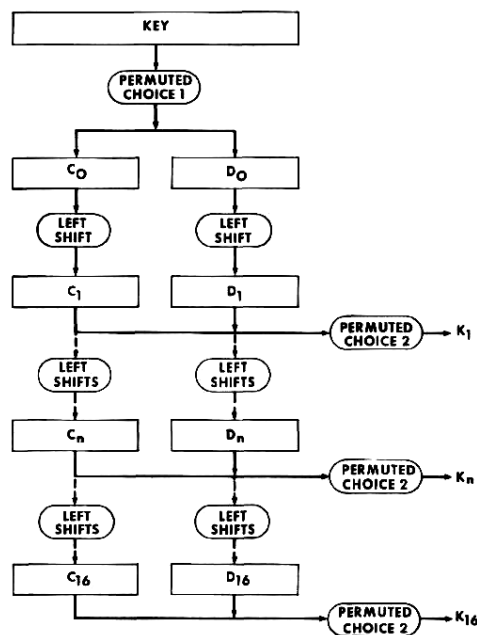 KEY
PERMUTED
CHOICE 1
C₀ D₀
LEFT
SHIFT
LEFT
SHIFT
C₁ D₁
PERMUTED
CHOICE 2
K₁
LEFT
SHIFTS
LEFT
SHIFTS
Cₙ Dₙ
PERMUTED
CHOICE 2
Kₙ
LEFT
SHIFTS
LEFT
SHIFTS
C₁₆ D₁₆
PERMUTED
CHOICE 2
K₁₆